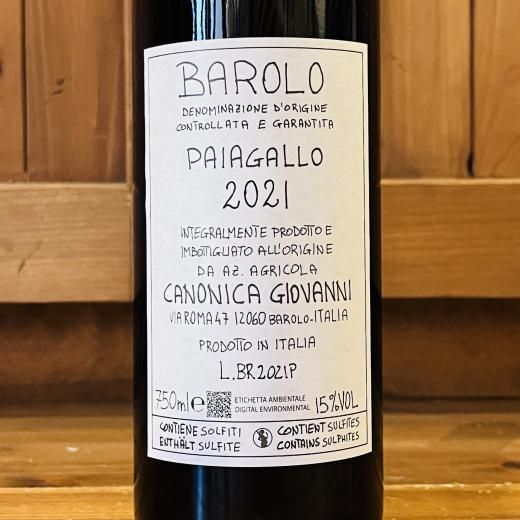 BAROLO
DENOMINAZIONE D'ORIGINE
CONTROLLATA E GARANTITA
PAIAGALLO
2021
INTEGRALMENTE PRODOTTO E
IMBOTTIGLIATO ALL'ORIGINE
DA AZ. AGRICOLA
CANONICA GIOVANNI
VIA ROMA 47 12060 BAROLO-ITALIA
PRODOTTO IN ITALIA
L.BR2021P
750ml e ETICHETTA AMBIENTALE 15%VOL
DIGITAL ENVIRONMENTAL
CONTIENE SOLFITI CONTIENT SULFITES
ENTHÄLT SULFITE CONTAINS SULPHITES